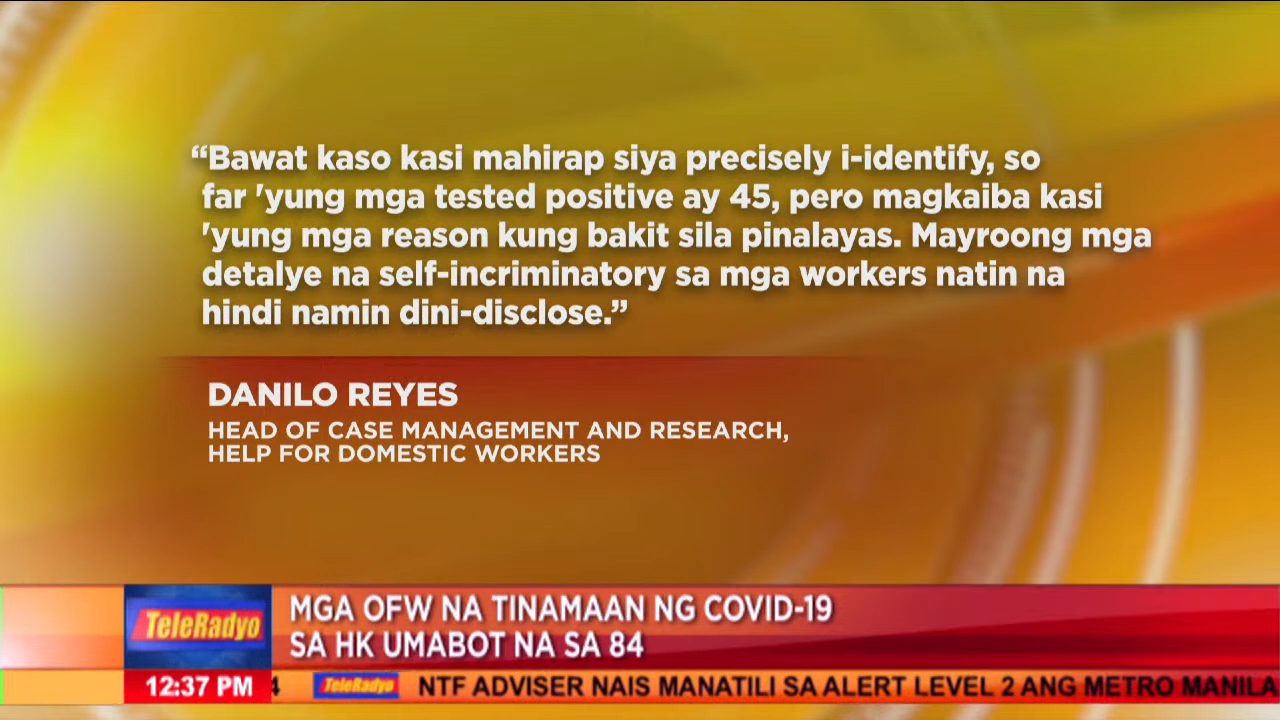 “Bawat kaso kasi mahirap siya precisely i-identify, so
far 'yung mga tested positive ay 45, pero magkaiba kasi
'yung mga reason kung bakit sila pinalayas. Mayroong mga
detalye na self-incriminatory sa mga workers natin na
hindi namin dini-disclose.”
DANILO REYES
HEAD OF CASE MANAGEMENT AND RESEARCH,
HELP FOR DOMESTIC WORKERS
TeleRadyo
MGA OFW NA TINAMAAN NG COVID-19
SA HK UMABOT NA SA 84
12:37 PM
4 TeleRadyo NTF ADVISER NAIS MANATILI SA ALERT LEVEL 2 ANG METRO MANILA